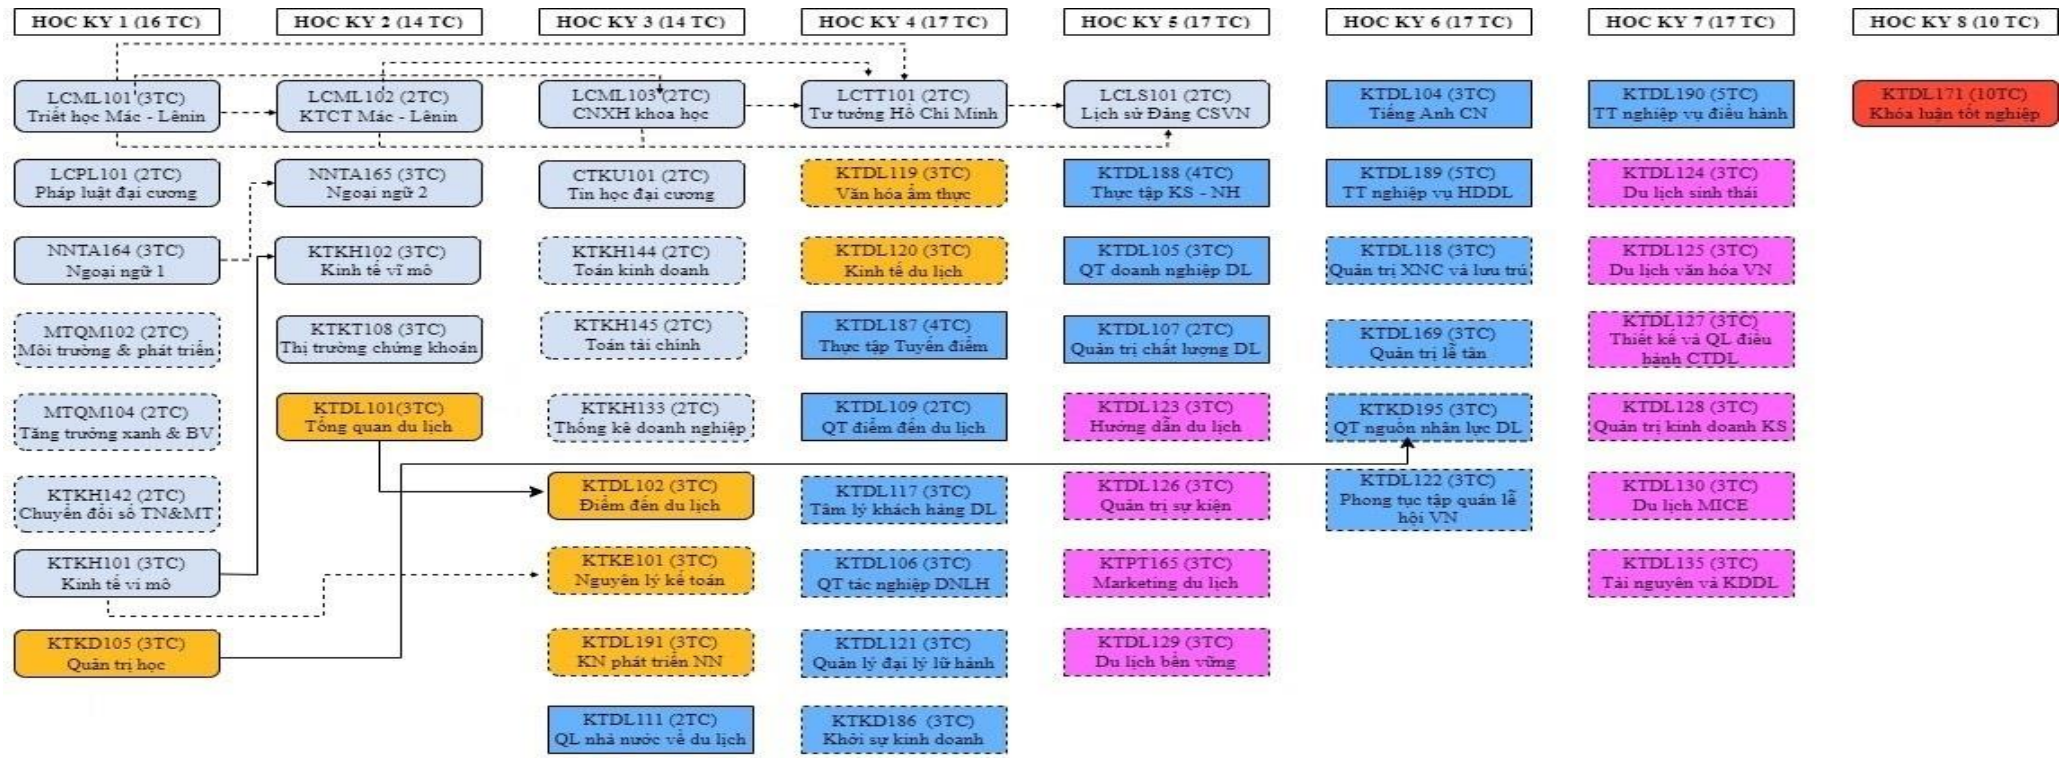 HOC KY 1 (16 TC)
HOC KY 2 (14 TC)
HOC KY 3 (14 TC)
HOC KY 4 (17 TC)
HOC KY 5 (17 TC)
HOC KY 6 (17 TC)
HOC KY 7 (17 TC)
HOC KY 8 (10 TC)
LCML101 (3TC)
Triết học Mác - Lênin
LCPL101 (2TC)
Pháp luật đại cương
NNTA164 (3TC)
Ngoại ngữ 1
MTQM102 (2TC)
Môi trường & phát triển
MTQM104 (2TC)
Tăng trưởng xanh & BV
KTKH142 (2TC)
Chuyển đổi số TN&MT
KTKH101 (3TC)
Kinh tế vi mô
KTKD105 (3TC)
Quản trị học
LCML102 (2TC)
KTCT Mác - Lênin
NNTA165 (3TC)
Ngoại ngữ 2
KTKH102 (3TC)
Kinh tế vĩ mô
KTKT108 (3TC)
Thị trường chứng khoán
KTDL101(3TC)
Tổng quan du lịch
LCML103 (2TC)
CNXH khoa học
CTKU101 (2TC)
Tin học đại cương
KTKH144 (2TC)
Toán kinh doanh
KTKH145 (2TC)
Toán tài chính
KTKH133 (2TC)
Thống kê doanh nghiệp
KTDL102 (3TC)
Điểm đến du lịch
KTKE101 (3TC)
Nguyên lý kế toán
KTDL191 (3TC)
KN phát triển NN
KTDL111 (2TC)
QL nhà nước về du lịch
LCTT101 (2TC)
Tư tưởng Hồ Chí Minh
KTDL119 (3TC)
Văn hóa ẩm thực
KTDL120 (3TC)
Kinh tế du lịch
KTDL187 (4TC)
Thực tập Tuyến điểm
KTDL109 (2TC)
QT điểm đến du lịch
KTDL117 (3TC)
Tâm lý khách hàng DL
KTDL106 (3TC)
QT tác nghiệp DNLH
KTDL121 (3TC)
Quản lý đại lý lữ hành
KTKD186 (3TC)
Khởi sự kinh doanh
LCLS101 (2TC)
Lịch sử Đảng CSVN
KTDL188 (4TC)
Thực tập KS - NH
KTDL105 (3TC)
QT doanh nghiệp DL
KTDL107 (2TC)
Quản trị chất lượng DL
KTDL123 (3TC)
Hướng dẫn du lịch
KTDL126 (3TC)
Quản trị sự kiện
KTPT165 (3TC)
Marketing du lịch
KTDL129 (3TC)
Du lịch bền vững
KTDL104 (3TC)
Tiếng Anh CN
KTDL189 (5TC)
TT nghiệp vụ HDDL
KTDL118 (3TC)
Quản trị XNC và lưu trú
KTDL169 (3TC)
Quản trị lễ tân
KTKD195 (3TC)
QT nguồn nhân lực DL
KTDL122 (3TC)
Phong tục tập quán lễ
hội VN
KTDL190 (5TC)
TT nghiệp vụ điều hành
KTDL124 (3TC)
Du lịch sinh thái
KTDL125 (3TC)
Du lịch văn hóa VN
KTDL127 (3TC)
Thiết kế và QL điều
hành CTDL
KTDL128 (3TC)
Quản trị kinh doanh KS
KTDL130 (3TC)
Du lịch MICE
KTDL135 (3TC)
Tài nguyên và KDDL
KTDL171 (10TC)
Khóa luận tốt nghiệp